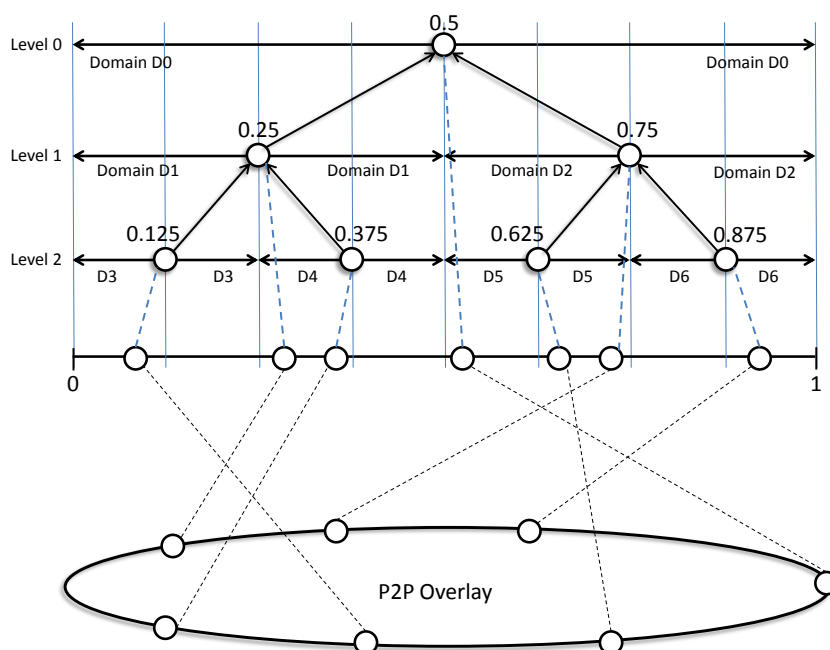 0.5
Level 0
Domain D0
Domain D0
0.25
0.75
Level 1
Domain D1
Domain D1
Domain D2
Domain D2
0.125
0.375
0.625
0.875
Level 2
D3
D3
D4
D4
D5
D5
D6
D6
0
1
P2P Overlay